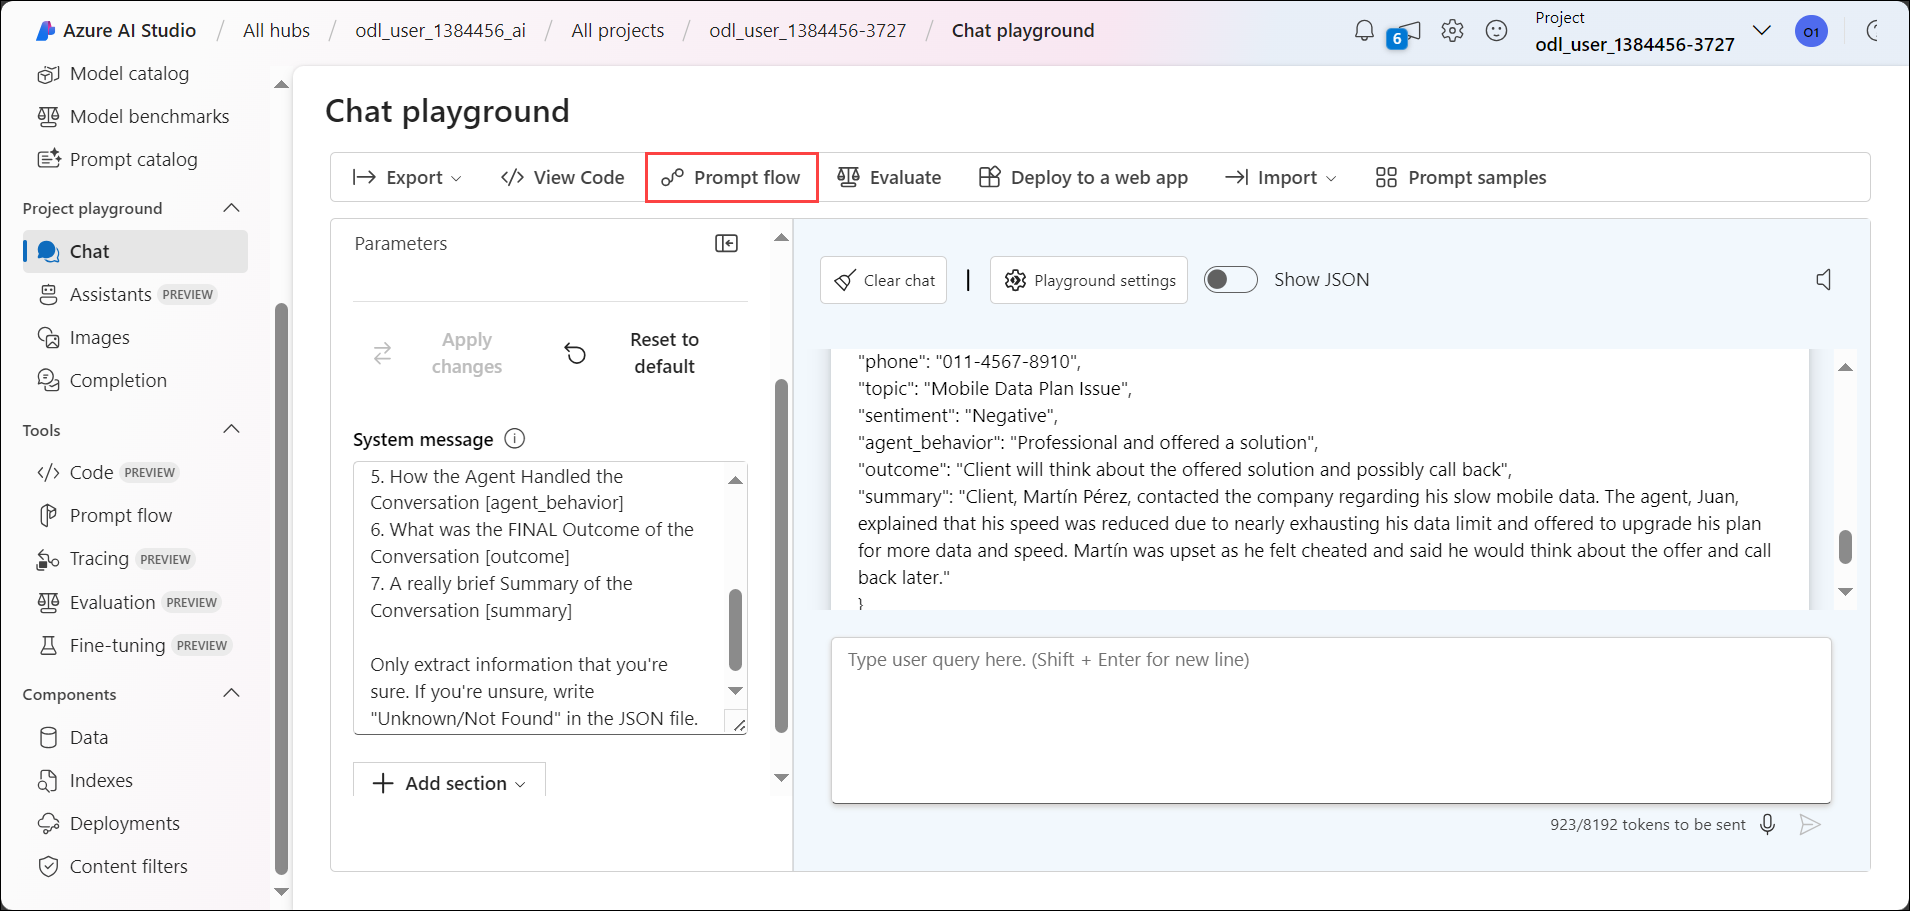 Azure AI Studio / All hubs / odl_user_1384456_ai / All projects / odl_user_1384456-3727 / Chat playground
6
Project
odl_user_1384456-3727
O1
Model catalog
Model benchmarks
Prompt catalog
Project playground
Chat
Assistants PREVIEW
Images
Completion
Tools
Code PREVIEW
Prompt flow
Tracing PREVIEW
Evaluation PREVIEW
Fine-tuning PREVIEW
Components
Data
Indexes
Deployments
Content filters
Chat playground
Export
View Code
Prompt flow
Evaluate
Deploy to a web app
Import
Prompt samples
Parameters
Apply
changes
Reset to
default
System message
5. How the Agent Handled the
Conversation [agent_behavior]
6. What was the FINAL Outcome of the
Conversation [outcome]
7. A really brief Summary of the
Conversation [summary]
Only extract information that you're
sure. If you're unsure, write
"Unknown/Not Found" in the JSON file.
Add section
Clear chat
Playground settings
Show JSON
"phone": "011-4567-8910",
"topic": "Mobile Data Plan Issue",
"sentiment": "Negative",
"agent_behavior": "Professional and offered a solution",
"outcome": "Client will think about the offered solution and possibly call back",
"summary": "Client, Martín Pérez, contacted the company regarding his slow mobile data. The agent, Juan,
explained that his speed was reduced due to nearly exhausting his data limit and offered to upgrade his plan
for more data and speed. Martín was upset as he felt cheated and said he would think about the offer and call
back later."
}
Type user query here. (Shift + Enter for new line)
923/8192 tokens to be sent